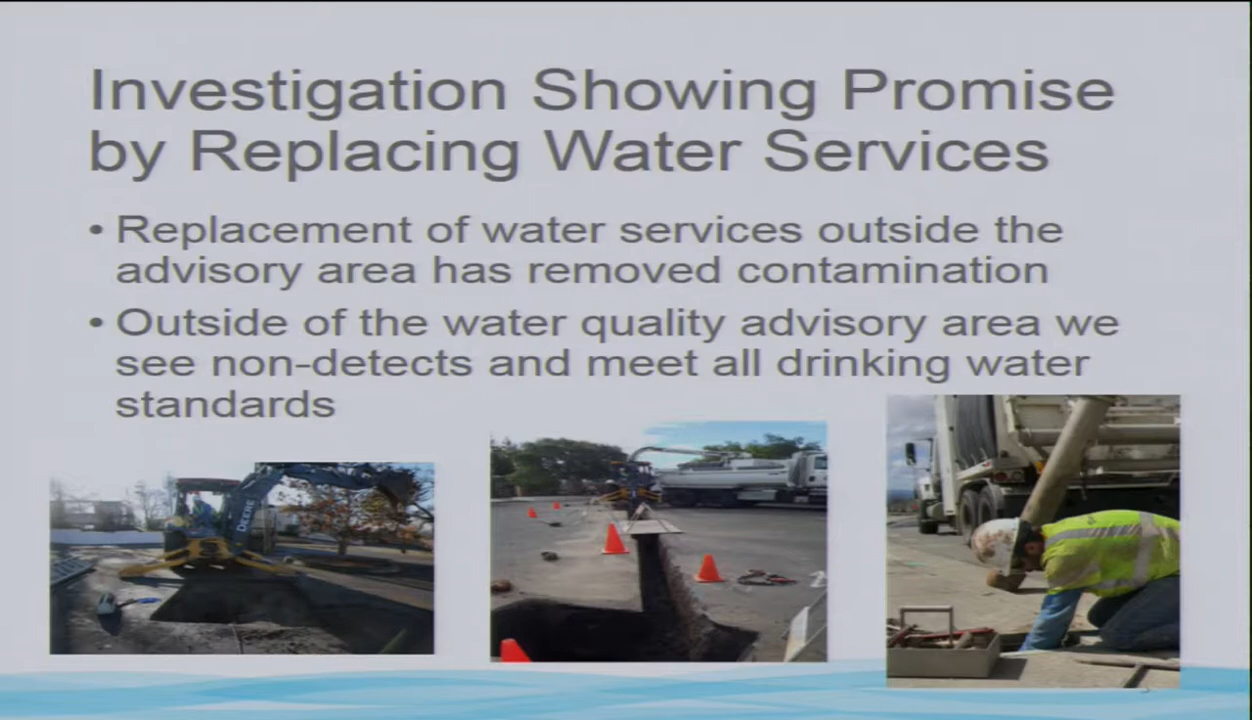 Investigation Showing Promise
by Replacing Water Services
• Replacement of water services outside the
advisory area has removed contamination
• Outside of the water quality advisory area we
see non-detects and meet all drinking water
standards
DEERE